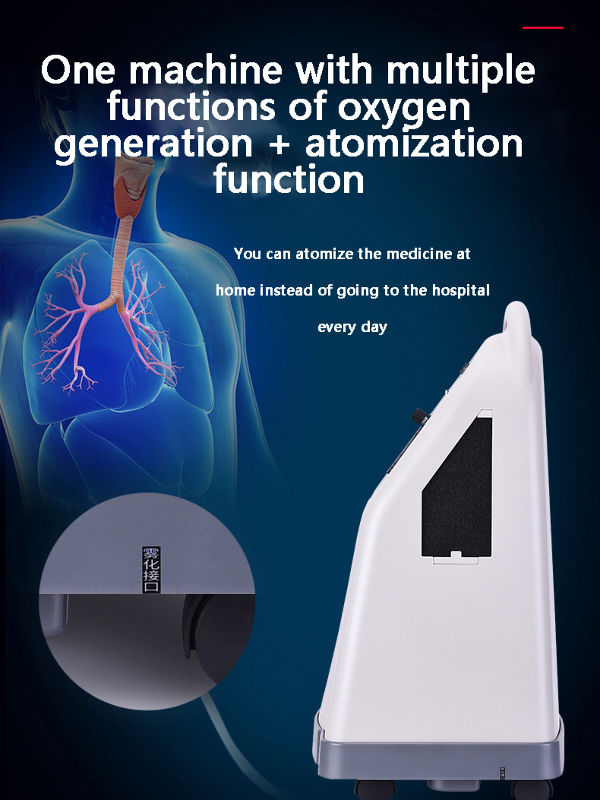 One machine with multiple
functions of oxygen
generation + atomization
function
You can atomize the medicine at
home instead of going to the hospital
every day
雾化接口